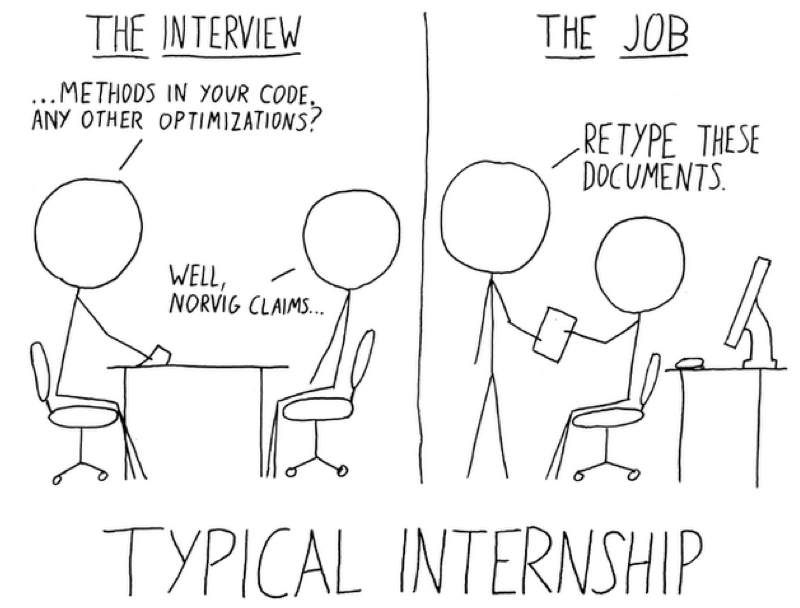 THE INTERVIEW
...METHODS IN YOUR CODE.
ANY OTHER OPTIMIZATIONS?
WELL,
NORVIG CLAIMS...
THE JOB
RETYPE THESE
DOCUMENTS.
TYPICAL INTERNSHIP